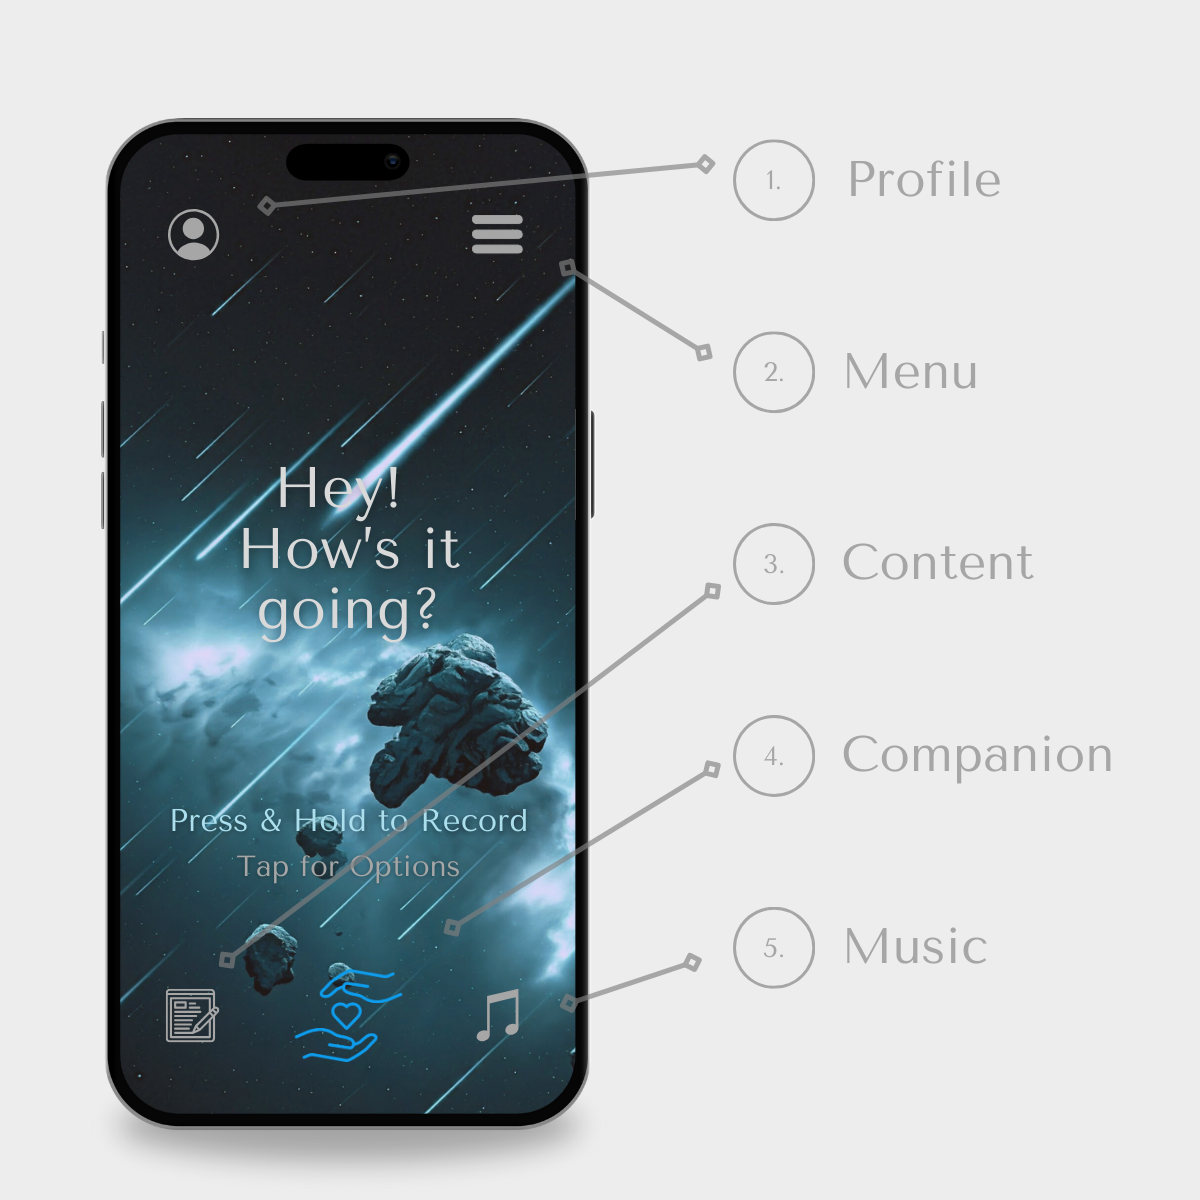 Hey!
How's it
going?
Press & Hold to Record
Tap for Options
1. Profile
2. Menu
3. Content
4. Companion
5. Music